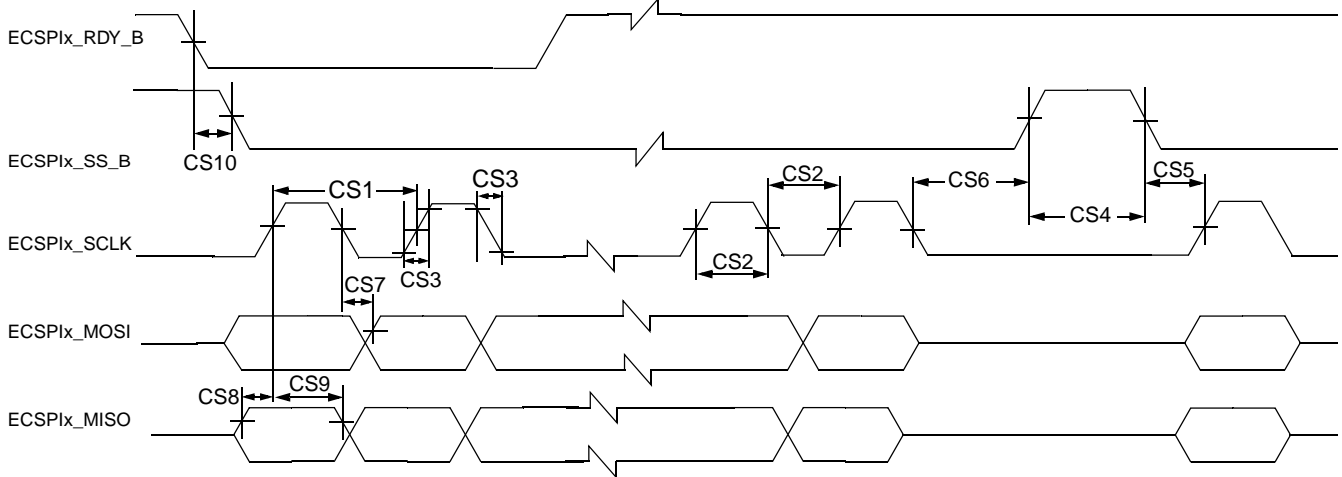 ECSPIx_RDY_B
CS10
ECSPIx_SS_B
CS1
CS3
CS2
CS6
CS5
CS4
ECSPIx_SCLK
CS3
CS2
CS7
ECSPIx_MOSI
CS8
CS9
ECSPIx_MISO